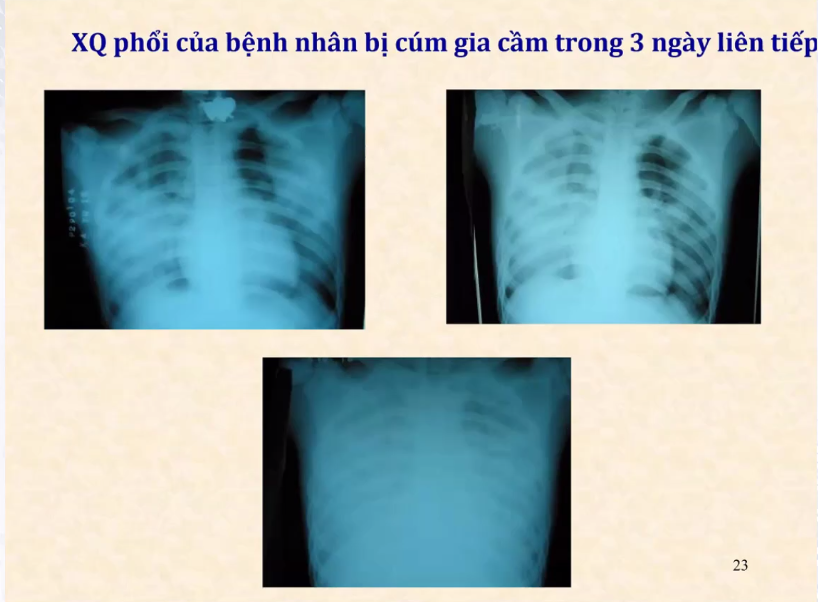 XQ phổi của bệnh nhân bị cúm gia cầm trong 3 ngày liên tiếp
23